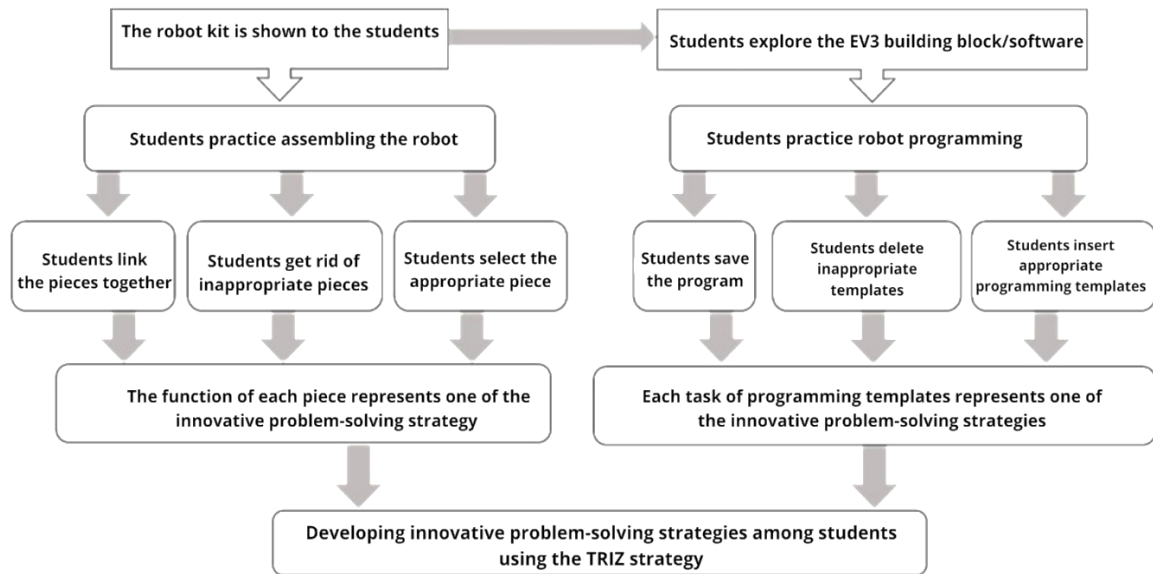 The robot kit is shown to the students
Students explore the EV3 building block/software
Students practice assembling the robot
Students practice robot programming
Students link
the pieces together
Students get rid of
inappropriate pieces
Students select the
appropriate piece
Students save
the program
Students delete
inappropriate
templates
Students insert
appropriate
programming templates
The function of each piece represents one of the
innovative problem-solving strategy
Each task of programming templates represents one of
the innovative problem-solving strategies
Developing innovative problem-solving strategies among students
using the TRIZ strategy